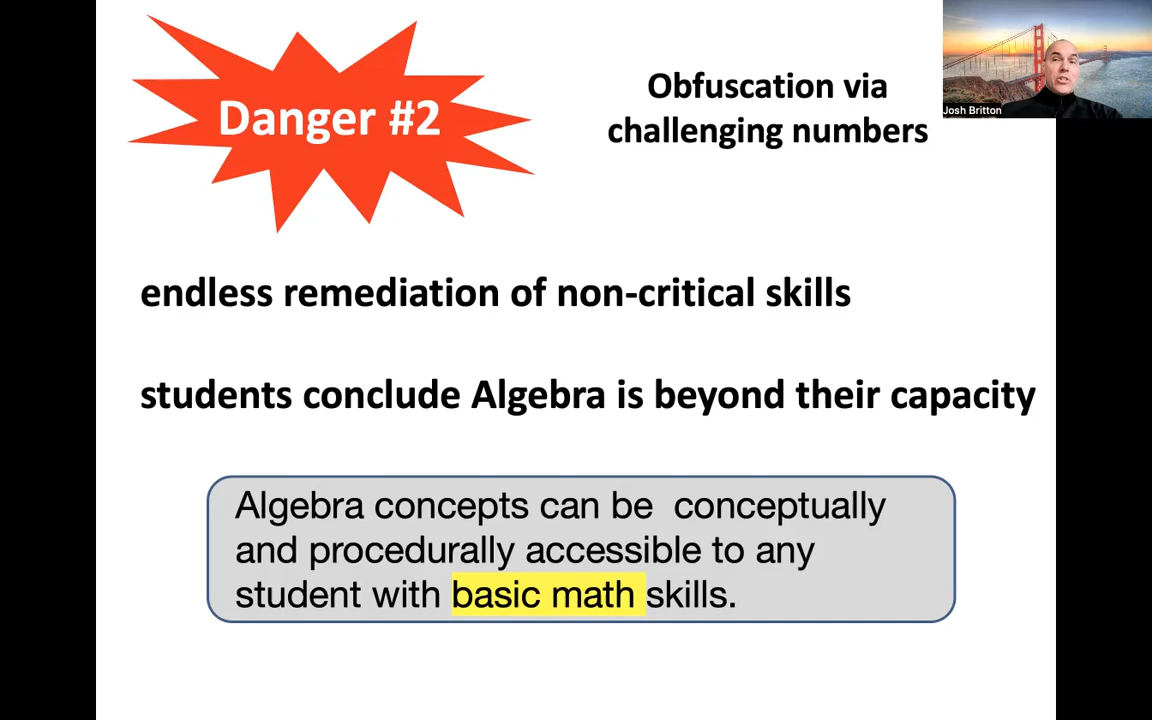 Danger #2
Obfuscation via
challenging numbers
Josh Britton
endless remediation of non-critical skills
students conclude Algebra is beyond their capacity
Algebra concepts can be  conceptually
and procedurally accessible to any
student with basic math skills.